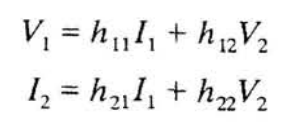 V₁ = h₁₁I₁ + h₁₂V₂
I₂ = h₂₁I₁ + h₂₂V₂